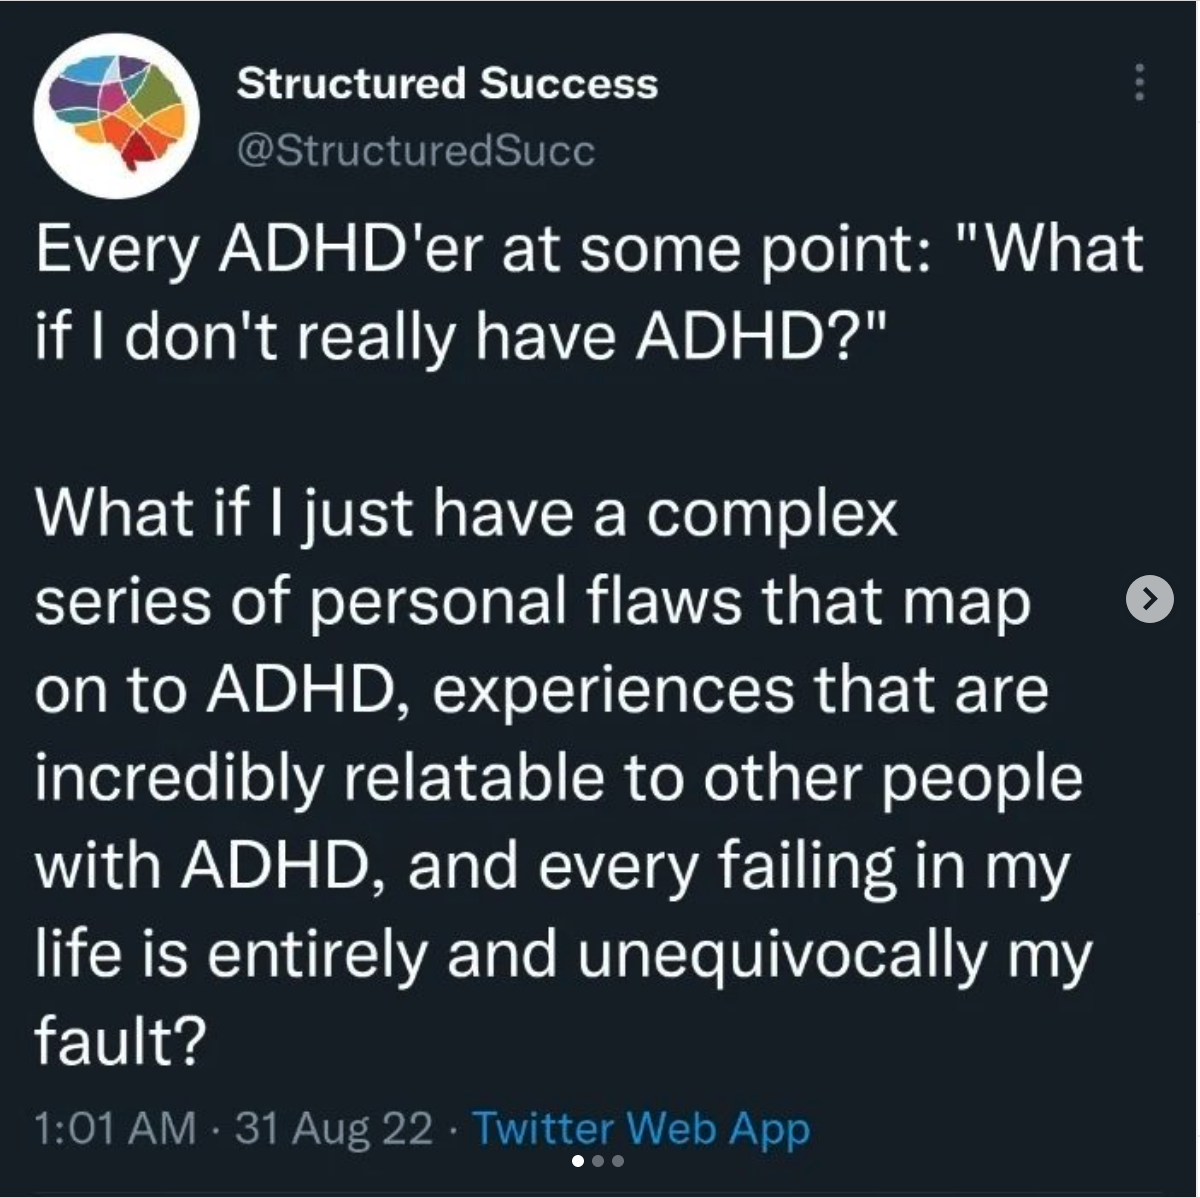 Structured Success
@StructuredSucc
Every ADHD'er at some point: "What
if I don't really have ADHD?"
What if I just have a complex
series of personal flaws that map
on to ADHD, experiences that are
incredibly relatable to other people
with ADHD, and every failing in my
life is entirely and unequivocally my
fault?
1:01 AM · 31 Aug 22 · Twitter Web App